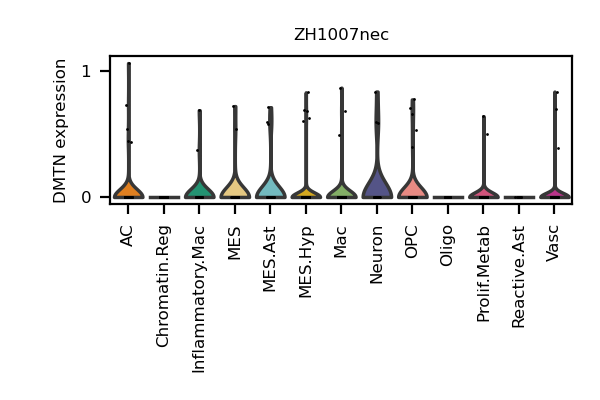 ZH1007nec
DMTN expression
1
0
AC
Chromatin.Reg
Inflammatory.Mac
MES
MES.Ast
MES.Hyp
Mac
Neuron
OPC
Oligo
Prolif.Metab
Reactive.Ast
Vasc